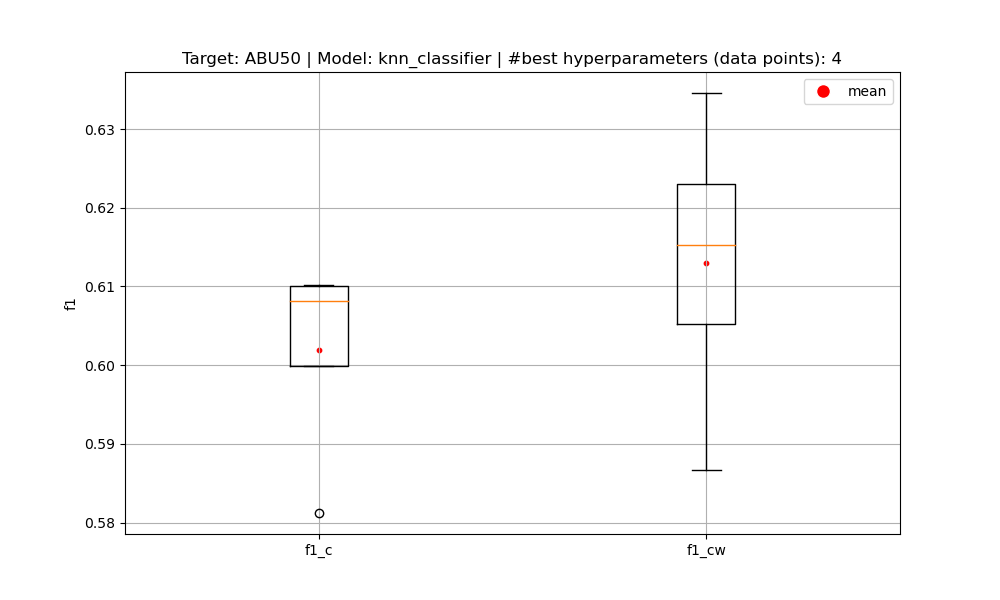 Target: ABU50 | Model: knn_classifier | #best hyperparameters (data points): 4
mean
0.63
0.62
0.61
0.60
0.59
0.58
f1
f1_c
f1_cw